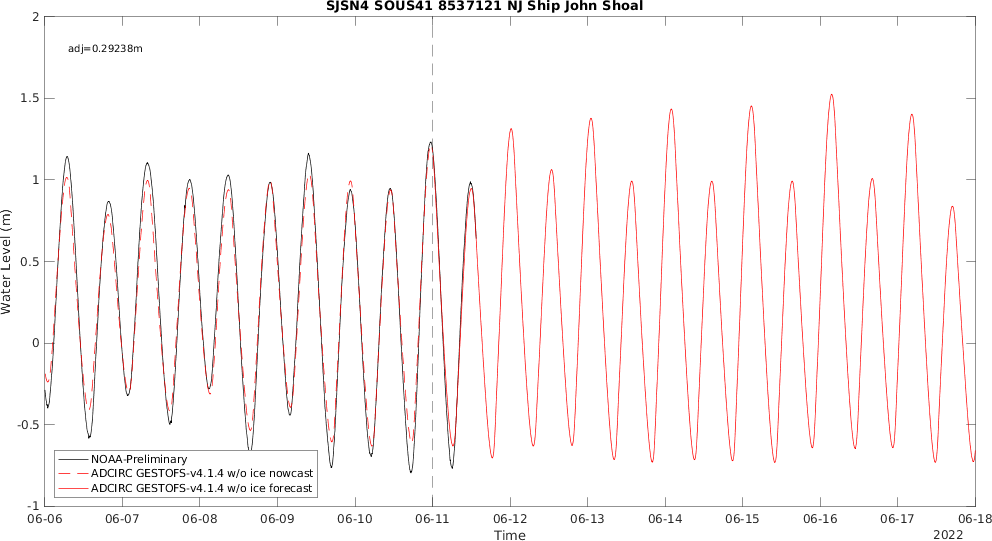 SJSN4 SOUS41 8537121 NJ Ship John Shoal
adj=0.29238m
2
1.5
1
0.5
0
-0.5
-1
Water Level (m)
NOAA-Preliminary
ADCIRC GESTOFS-v4.1.4 w/o ice nowcast
ADCIRC GESTOFS-v4.1.4 w/o ice forecast
06-06 06-07 06-08 06-09 06-10 06-11 06-12 06-13 06-14 06-15 06-16 06-17 06-18
Time
2022